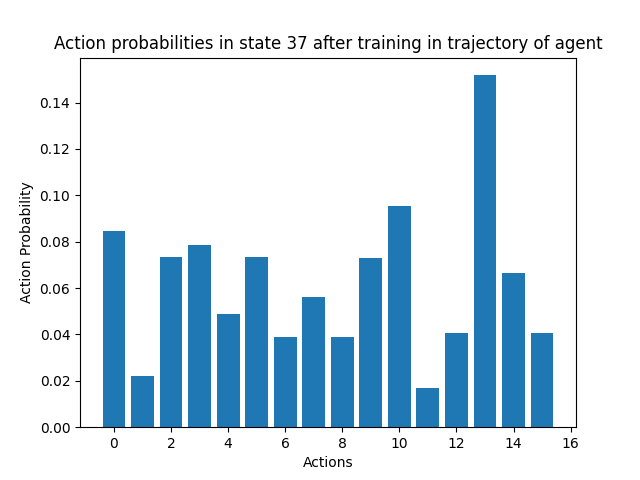 Action probabilities in state 37 after training in trajectory of agent
0.14
0.12
0.10
0.08
0.06
0.04
0.02
0.00
Action Probability
0 2 4 6 8 10 12 14 16
Actions